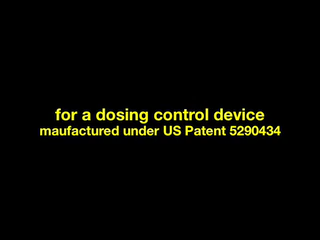 for a dosing control device
maufactured under US Patent 5290434